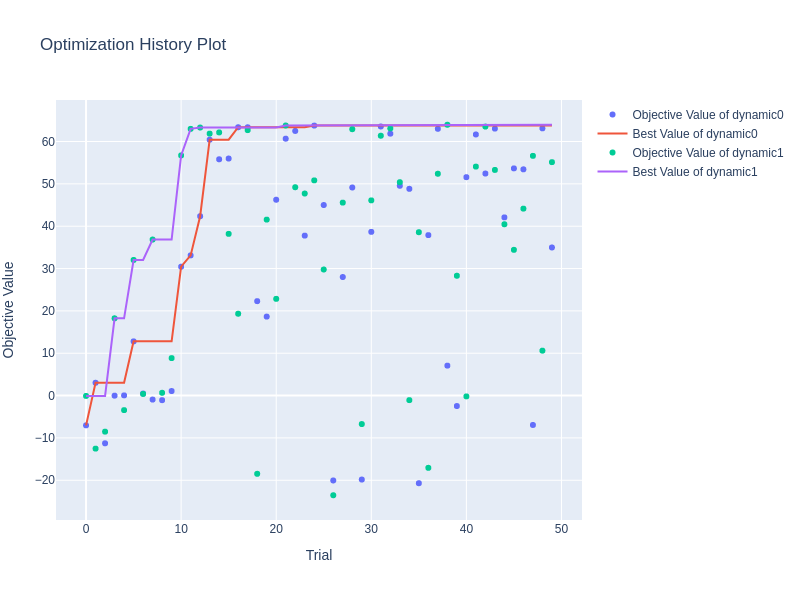 Optimization History Plot
Objective Value of dynamic0
Best Value of dynamic0
Objective Value of dynamic1
Best Value of dynamic1
60
50
40
30
20
10
0
−10
−20
Objective Value
0 10 20 30 40 50
Trial